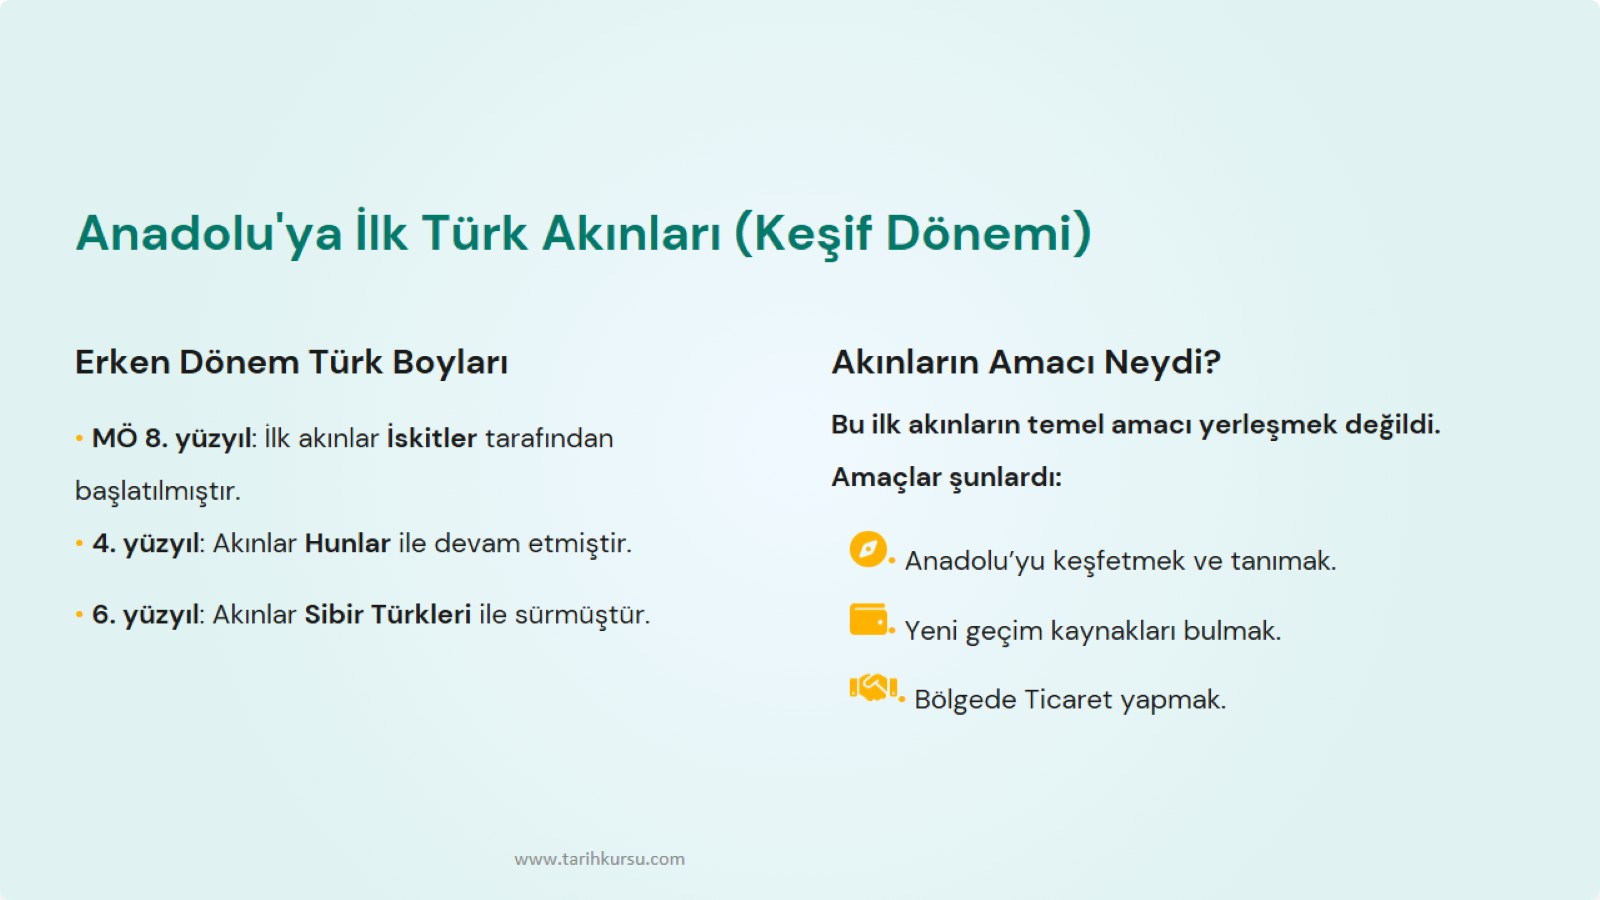 Anadolu'ya İlk Türk Akınları (Keşif Dönemi)
Erken Dönem Türk Boyları
• MÖ 8. yüzyıl: İlk akınlar İskitler tarafından
başlatılmıştır.
• 4. yüzyıl: Akınlar Hunlar ile devam etmiştir.
• 6. yüzyıl: Akınlar Sibir Türkleri ile sürmüştür.
Akınların Amacı Neydi?
Bu ilk akınların temel amacı yerleşmek değildi.
Amaçlar şunlardı:
• Anadolu’yu keşfetmek ve tanımak.
• Yeni geçim kaynakları bulmak.
• Bölgede Ticaret yapmak.
www.tarihkursu.com